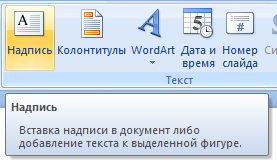 Надпись Колонтитулы WordArt Дата и Номер
время слайда
Текст
Надпись
Вставка надписи в документ либо
добавление текста к выделенной фигуре.